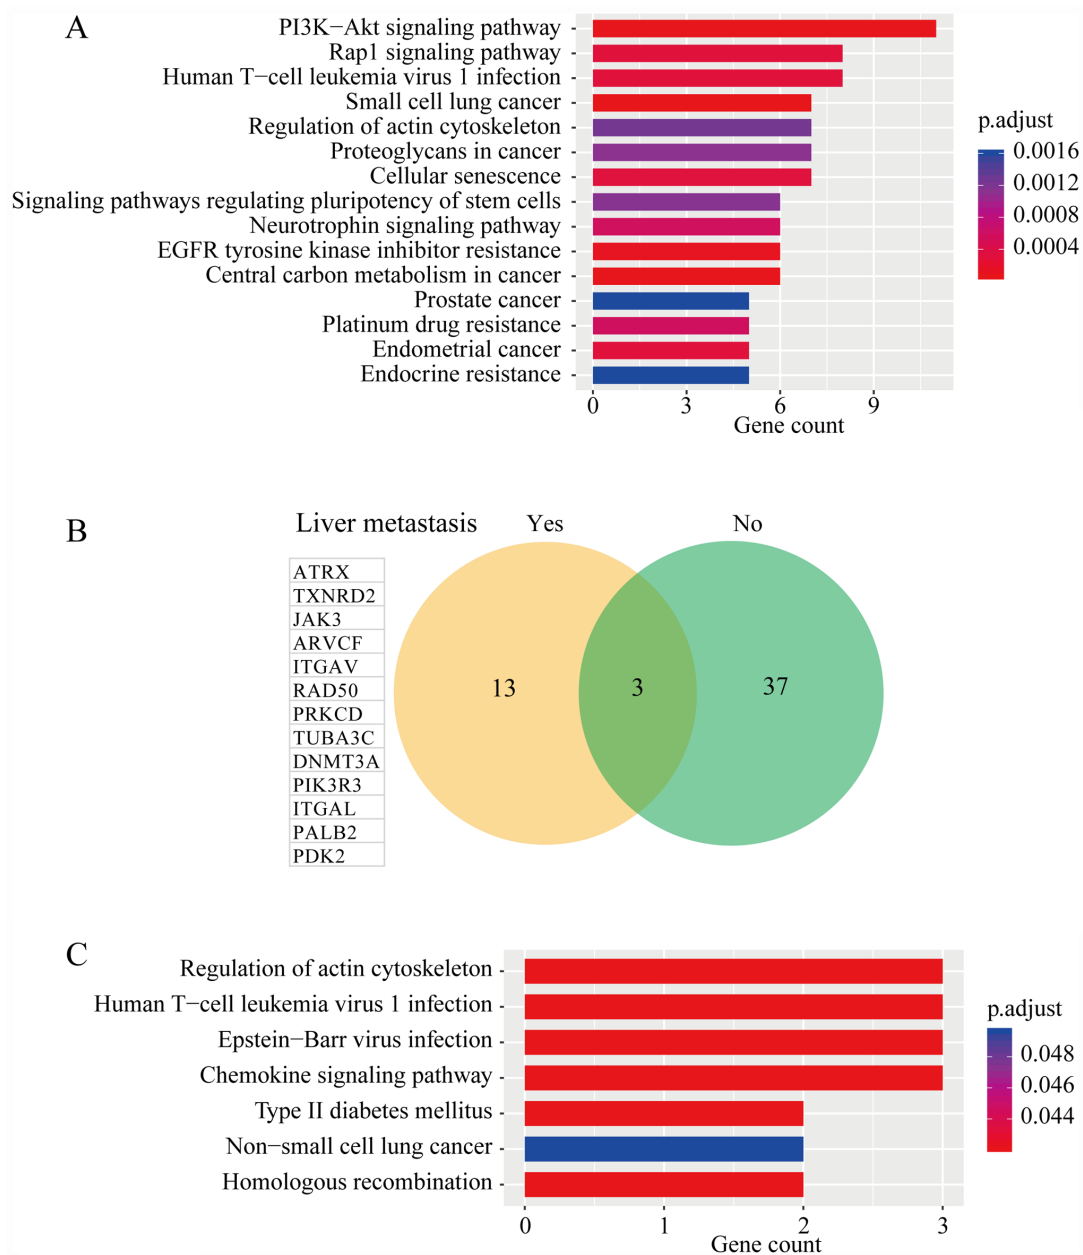 A
PI3K−Akt signaling pathway
Rap1 signaling pathway
Human T−cell leukemia virus 1 infection
Small cell lung cancer
Regulation of actin cytoskeleton
Proteoglycans in cancer
Cellular senescence
Signaling pathways regulating pluripotency of stem cells
Neurotrophin signaling pathway
EGFR tyrosine kinase inhibitor resistance
Central carbon metabolism in cancer
Prostate cancer
Platinum drug resistance
Endometrial cancer
Endocrine resistance
0 3 6 9
Gene count
p.adjust
0.0016
0.0012
0.0008
0.0004
B
Liver metastasis Yes No
ATRX
TXNRD2
JAK3
ARVCF
ITGAV
RAD50
PRKCD
TUBA3C
DNMT3A
PIK3R3
ITGAL
PALB2
PDK2
13 3 37
C
Regulation of actin cytoskeleton
Human T−cell leukemia virus 1 infection
Epstein−Barr virus infection
Chemokine signaling pathway
Type II diabetes mellitus
Non−small cell lung cancer
Homologous recombination
0 1 2 3
Gene count
p.adjust
0.048
0.046
0.044